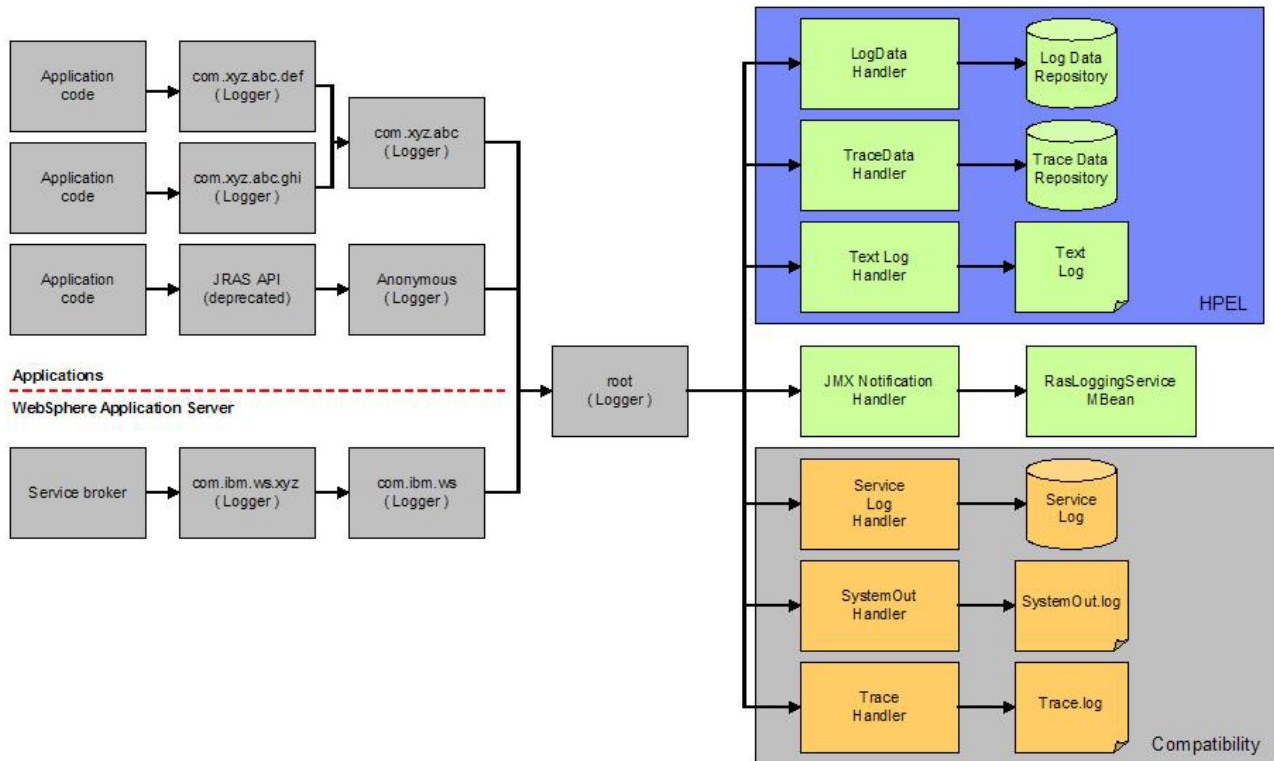 Application
code
com.xyz.abc.def
(Logger)
com.xyz.abc
(Logger)
Application
code
com.xyz.abc.ghi
(Logger)
Application
code
JRAS API
(deprecated)
Anonymous
(Logger)
Applications
WebSphere Application Server
Service broker
com.ibm.ws.xyz
(Logger)
com.ibm.ws
(Logger)
root
(Logger)
LogData
Handler
Log Data
Repository
TraceData
Handler
Trace Data
Repository
Text Log
Handler
Text
Log
HPEL
JMX Notification
Handler
RasLoggingService
MBean
Service
Log
Handler
Service
Log
SystemOut
Handler
SystemOut.log
Trace
Handler
Trace.log
Compatibility